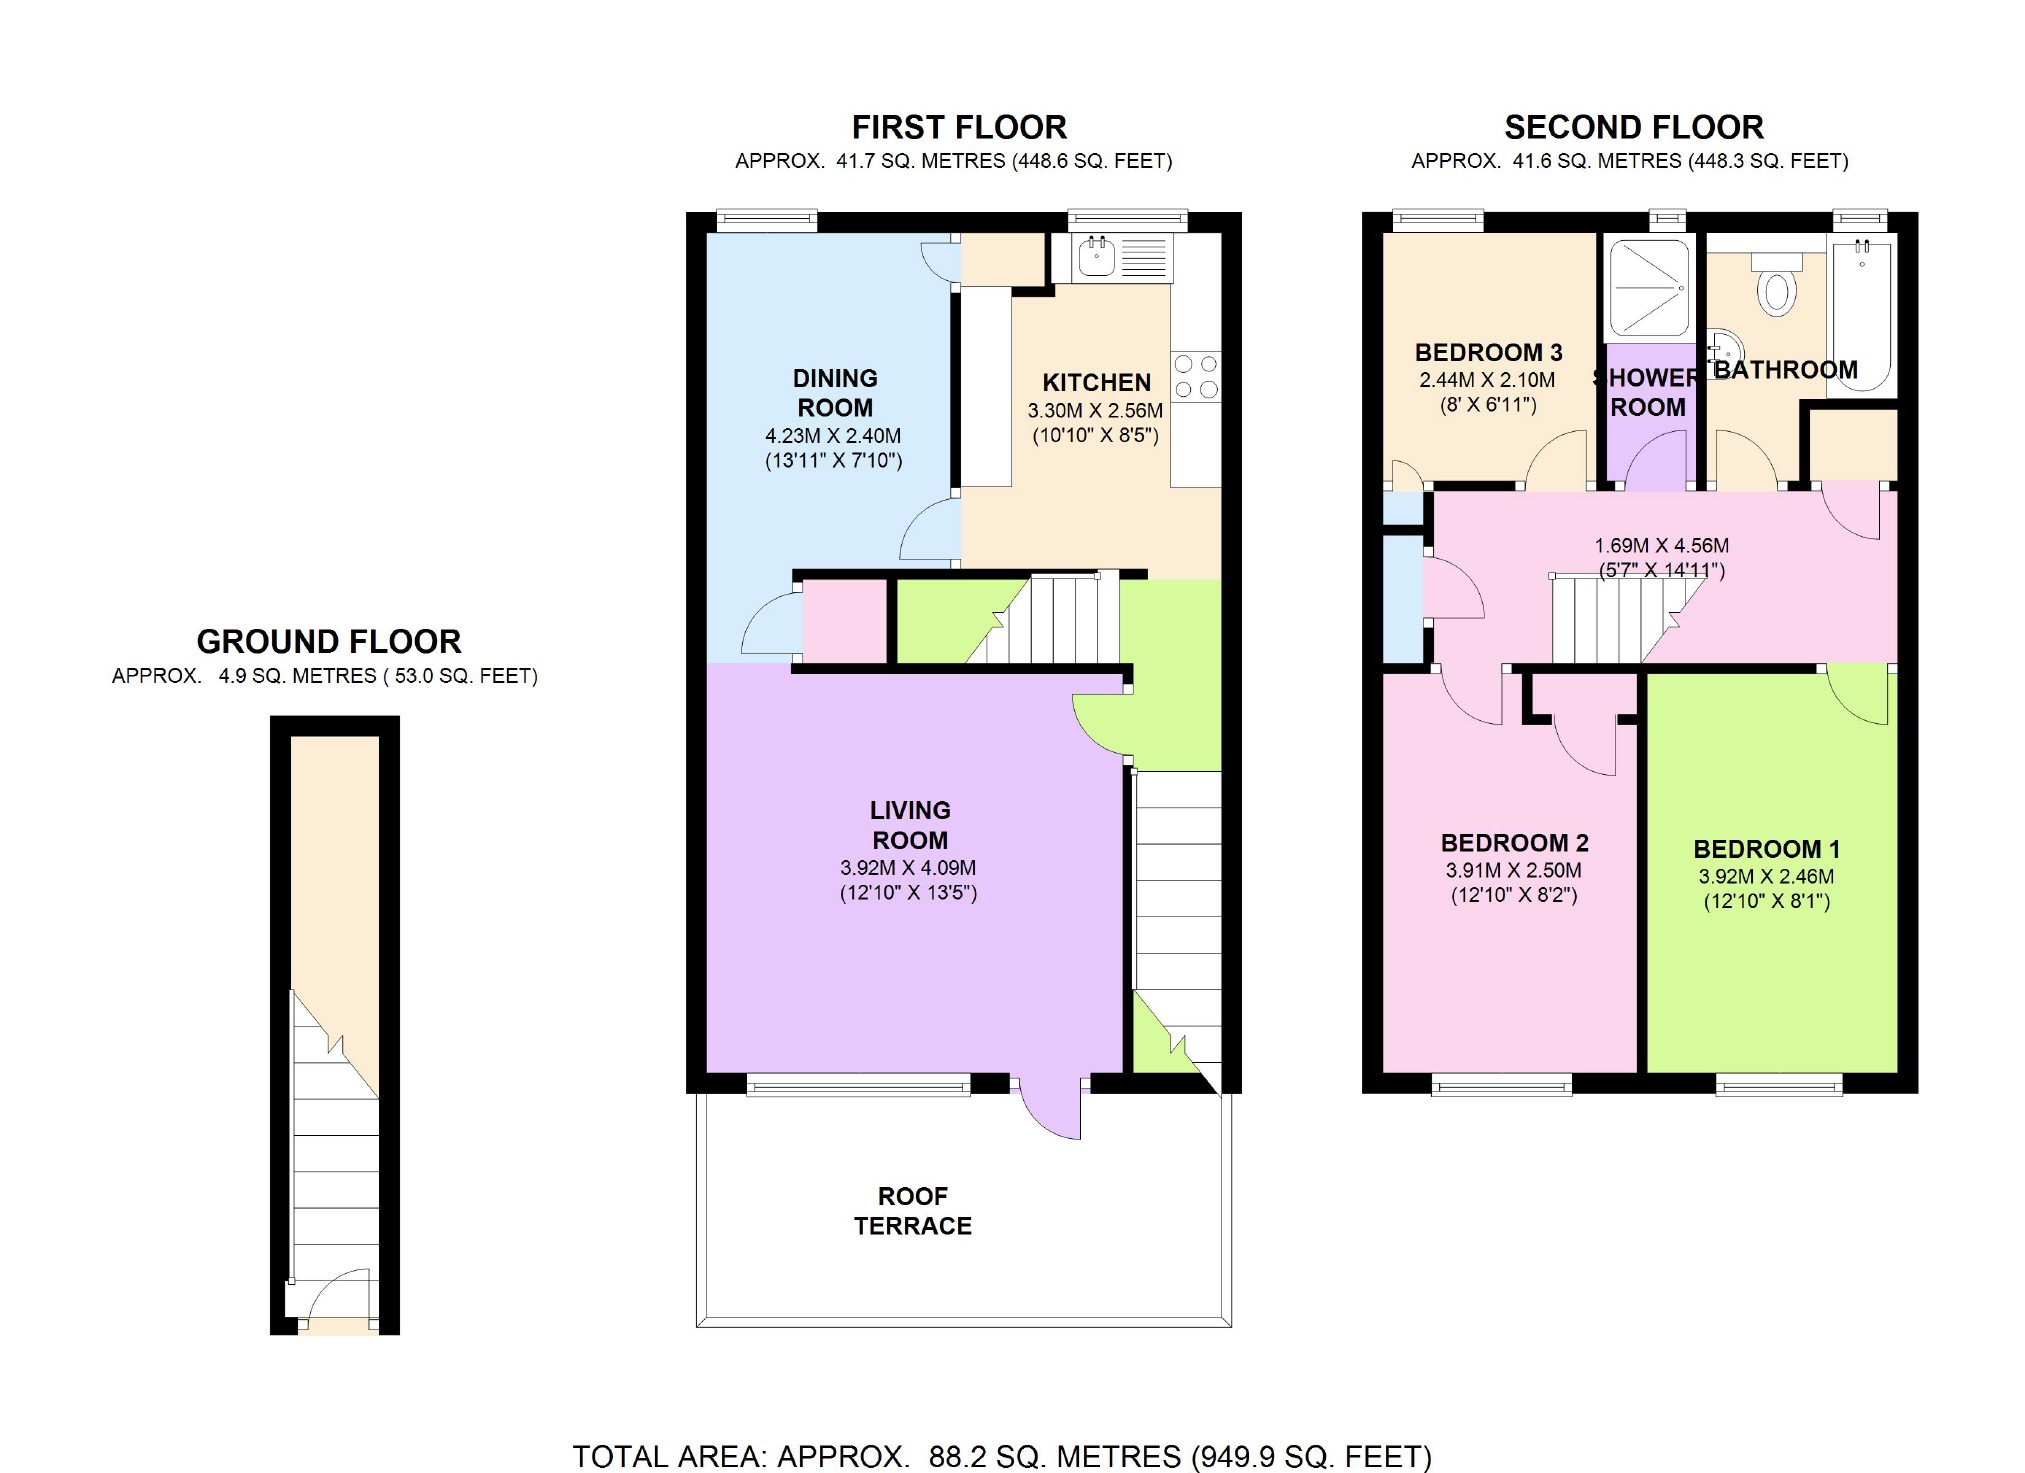 FIRST FLOOR
APPROX. 41.7 SQ. METRES (448.6 SQ. FEET)
SECOND FLOOR
APPROX. 41.6 SQ. METRES (448.3 SQ. FEET)
DINING
ROOM
4.23M X 2.40M
(13'11" X 7'10")
KITCHEN
3.30M X 2.56M
(10'10" X 8'5")
BEDROOM 3
2.44M X 2.10M
(8' X 6'11")
SHOWER
ROOM
BATHROOM
1.69M X 4.56M
(5'7" X 14'11")
GROUND FLOOR
APPROX. 4.9 SQ. METRES ( 53.0 SQ. FEET)
LIVING
ROOM
3.92M X 4.09M
(12'10" X 13'5")
BEDROOM 2
3.91M X 2.50M
(12'10" X 8'2")
BEDROOM 1
3.92M X 2.46M
(12'10" X 8'1")
ROOF
TERRACE
TOTAL AREA: APPROX. 88.2 SQ. METRES (949.9 SQ. FEET)